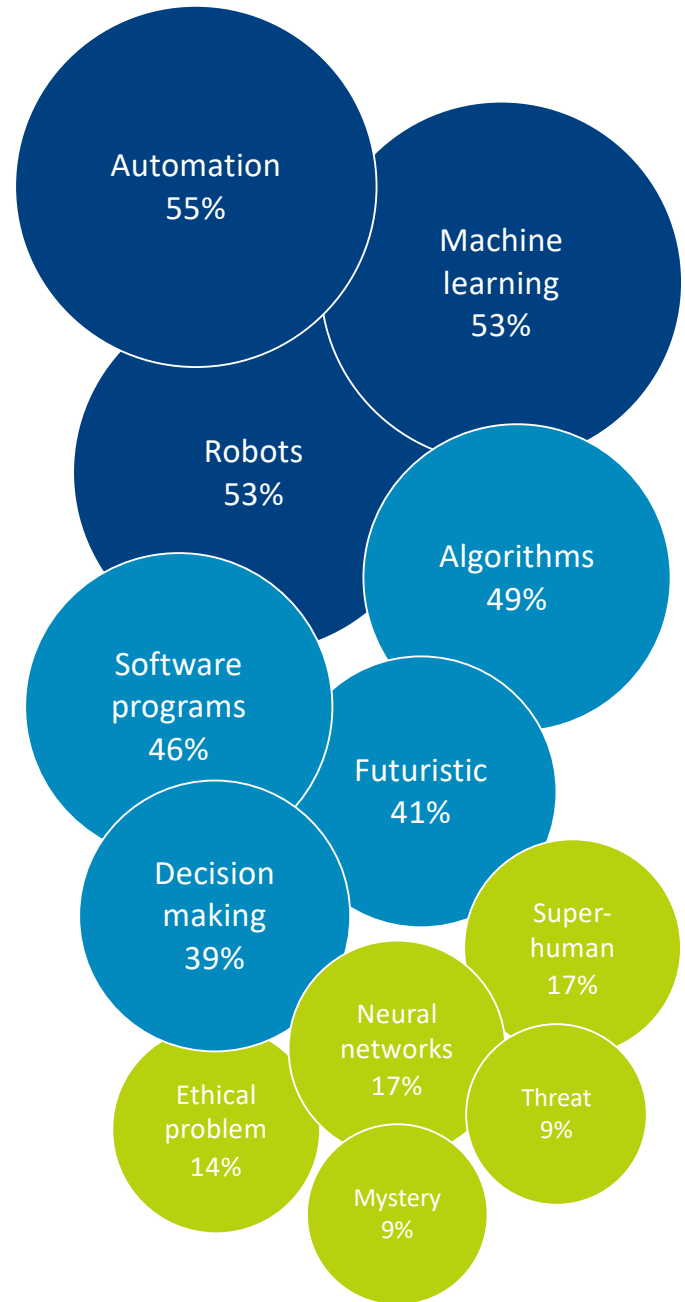 Automation
55%
Machine
learning
53%
Robots
53%
Algorithms
49%
Software
programs
46%
Futuristic
41%
Decision
making
39%
Super-
human
17%
Neural
networks
17%
Ethical
problem
14%
Threat
9%
Mystery
9%